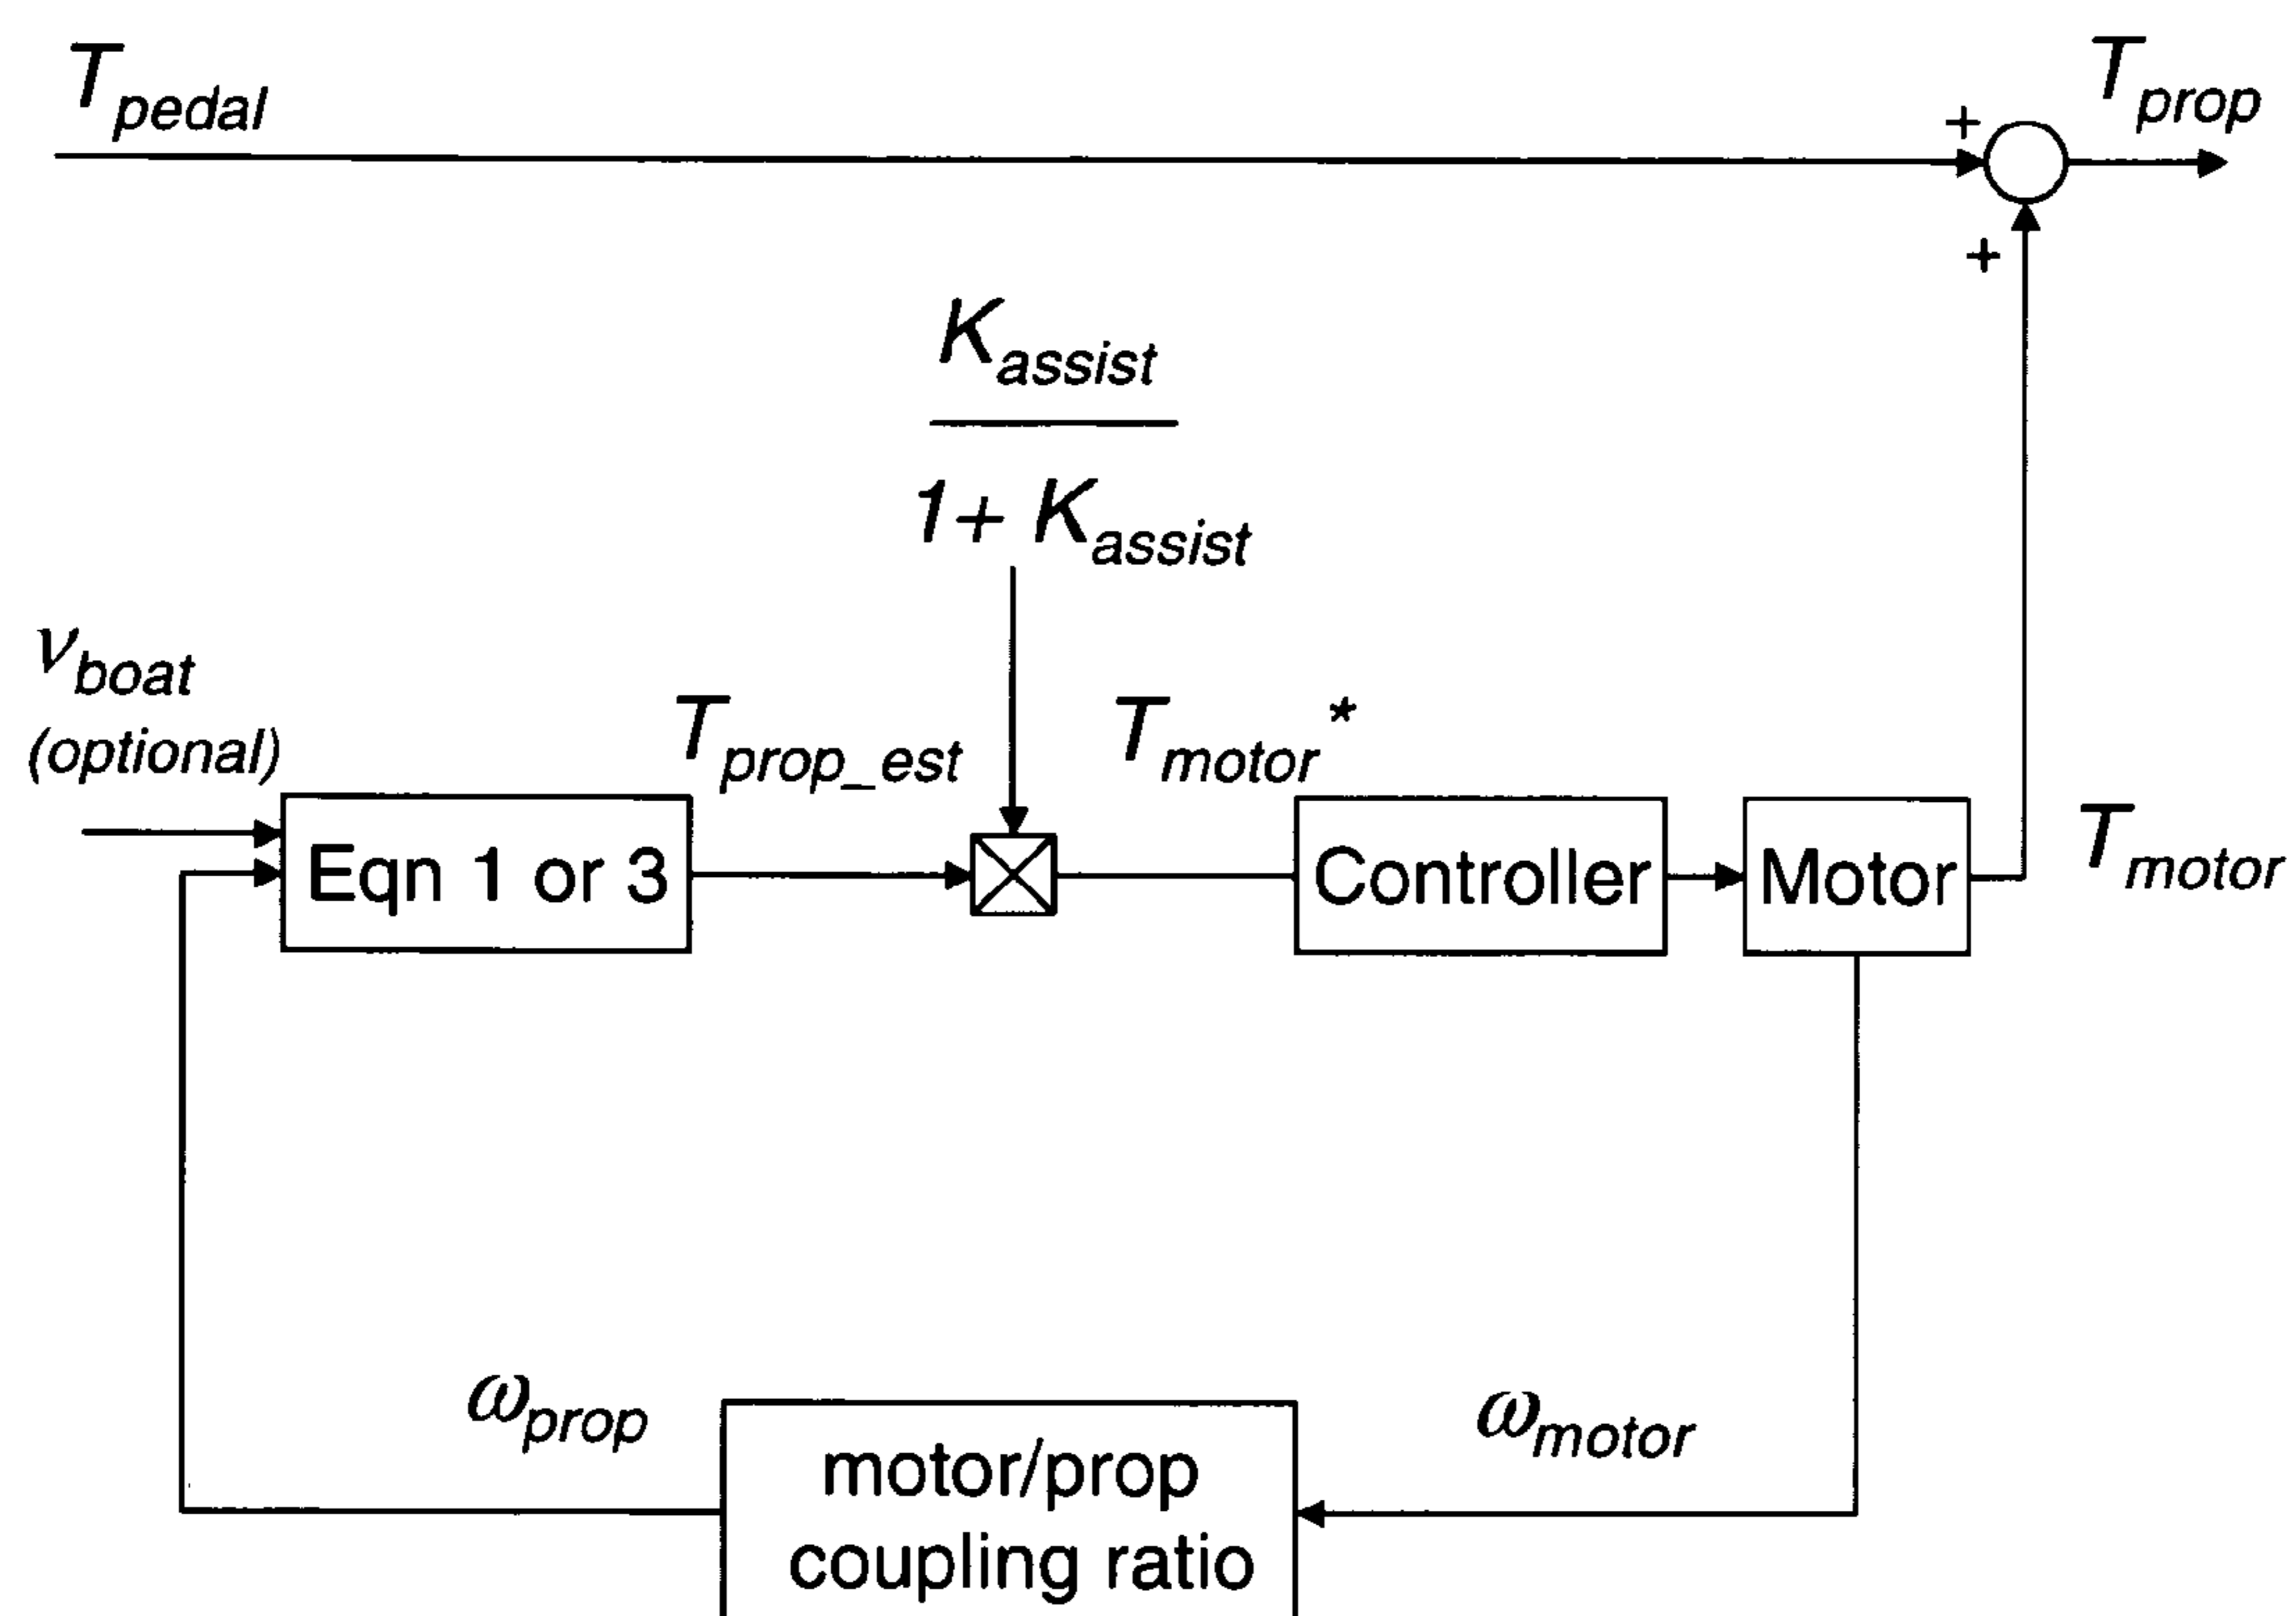 T_pedal
T_prop
+
+
K_assist
1+ K_assist
v_boat
(optional)
T_prop_est
T_motor*
Eqn 1 or 3
Controller
Motor
T_motor
ω_prop
ω_motor
motor/prop
coupling ratio